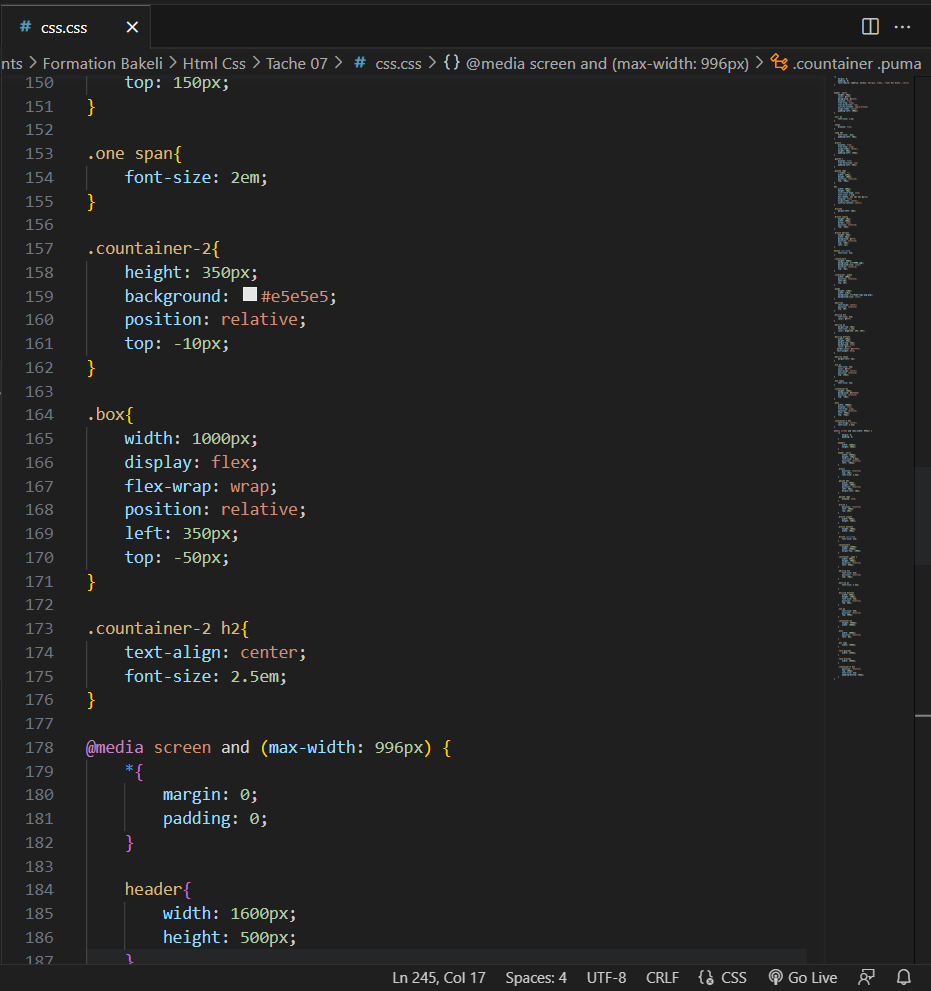 # css.css ×
nts > Formation Bakeli > Html Css > Tache 07 > # css.css > {} @media screen and (max-width: 996px) > .countainer .puma
150 top: 150px;
151 }
152
153 .one span{
154 font-size: 2em;
155 }
156
157 .countainer-2{
158 height: 350px;
159 background: #e5e5e5;
160 position: relative;
161 top: -10px;
162 }
163
164 .box{
165 width: 1000px;
166 display: flex;
167 flex-wrap: wrap;
168 position: relative;
169 left: 350px;
170 top: -50px;
171 }
172
173 .countainer-2 h2{
174 text-align: center;
175 font-size: 2.5em;
176 }
177
178 @media screen and (max-width: 996px) {
179 *{
180 margin: 0;
181 padding: 0;
182 }
183
184 header{
185 width: 1600px;
186 height: 500px;
187 }
Ln 245, Col 17 Spaces: 4 UTF-8 CRLF {} CSS Go Live